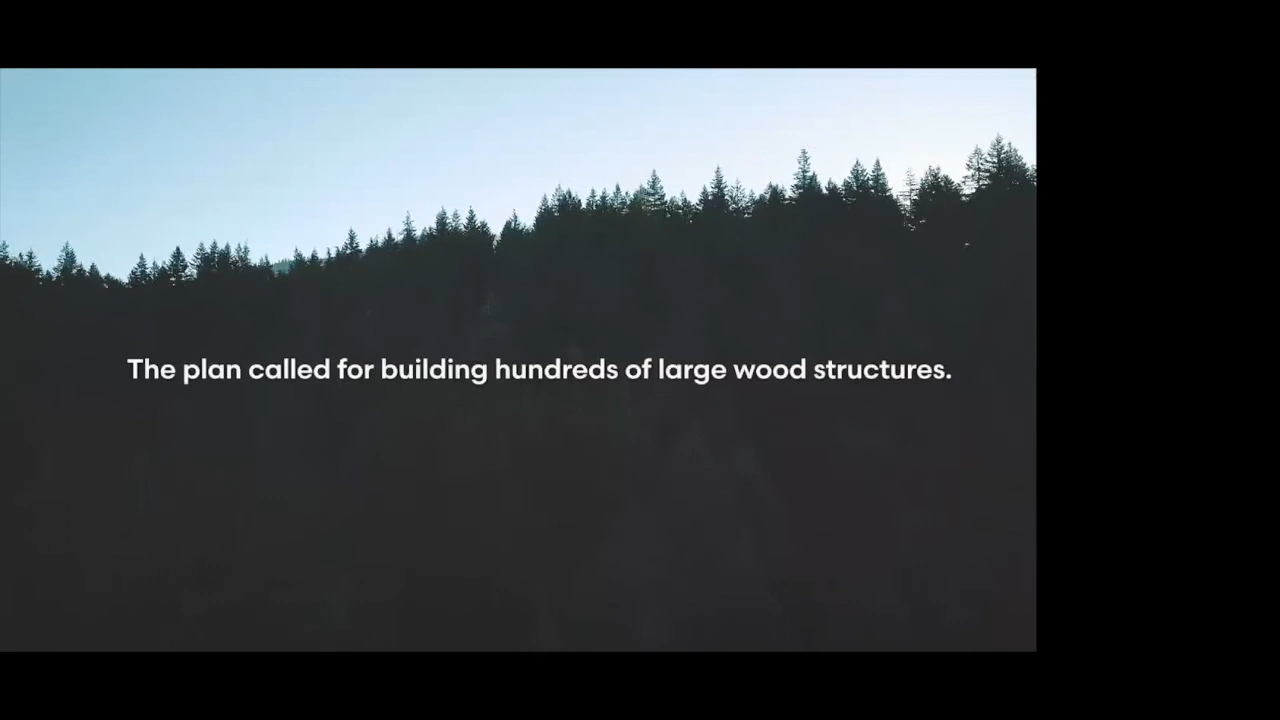 The plan called for building hundreds of large wood structures.